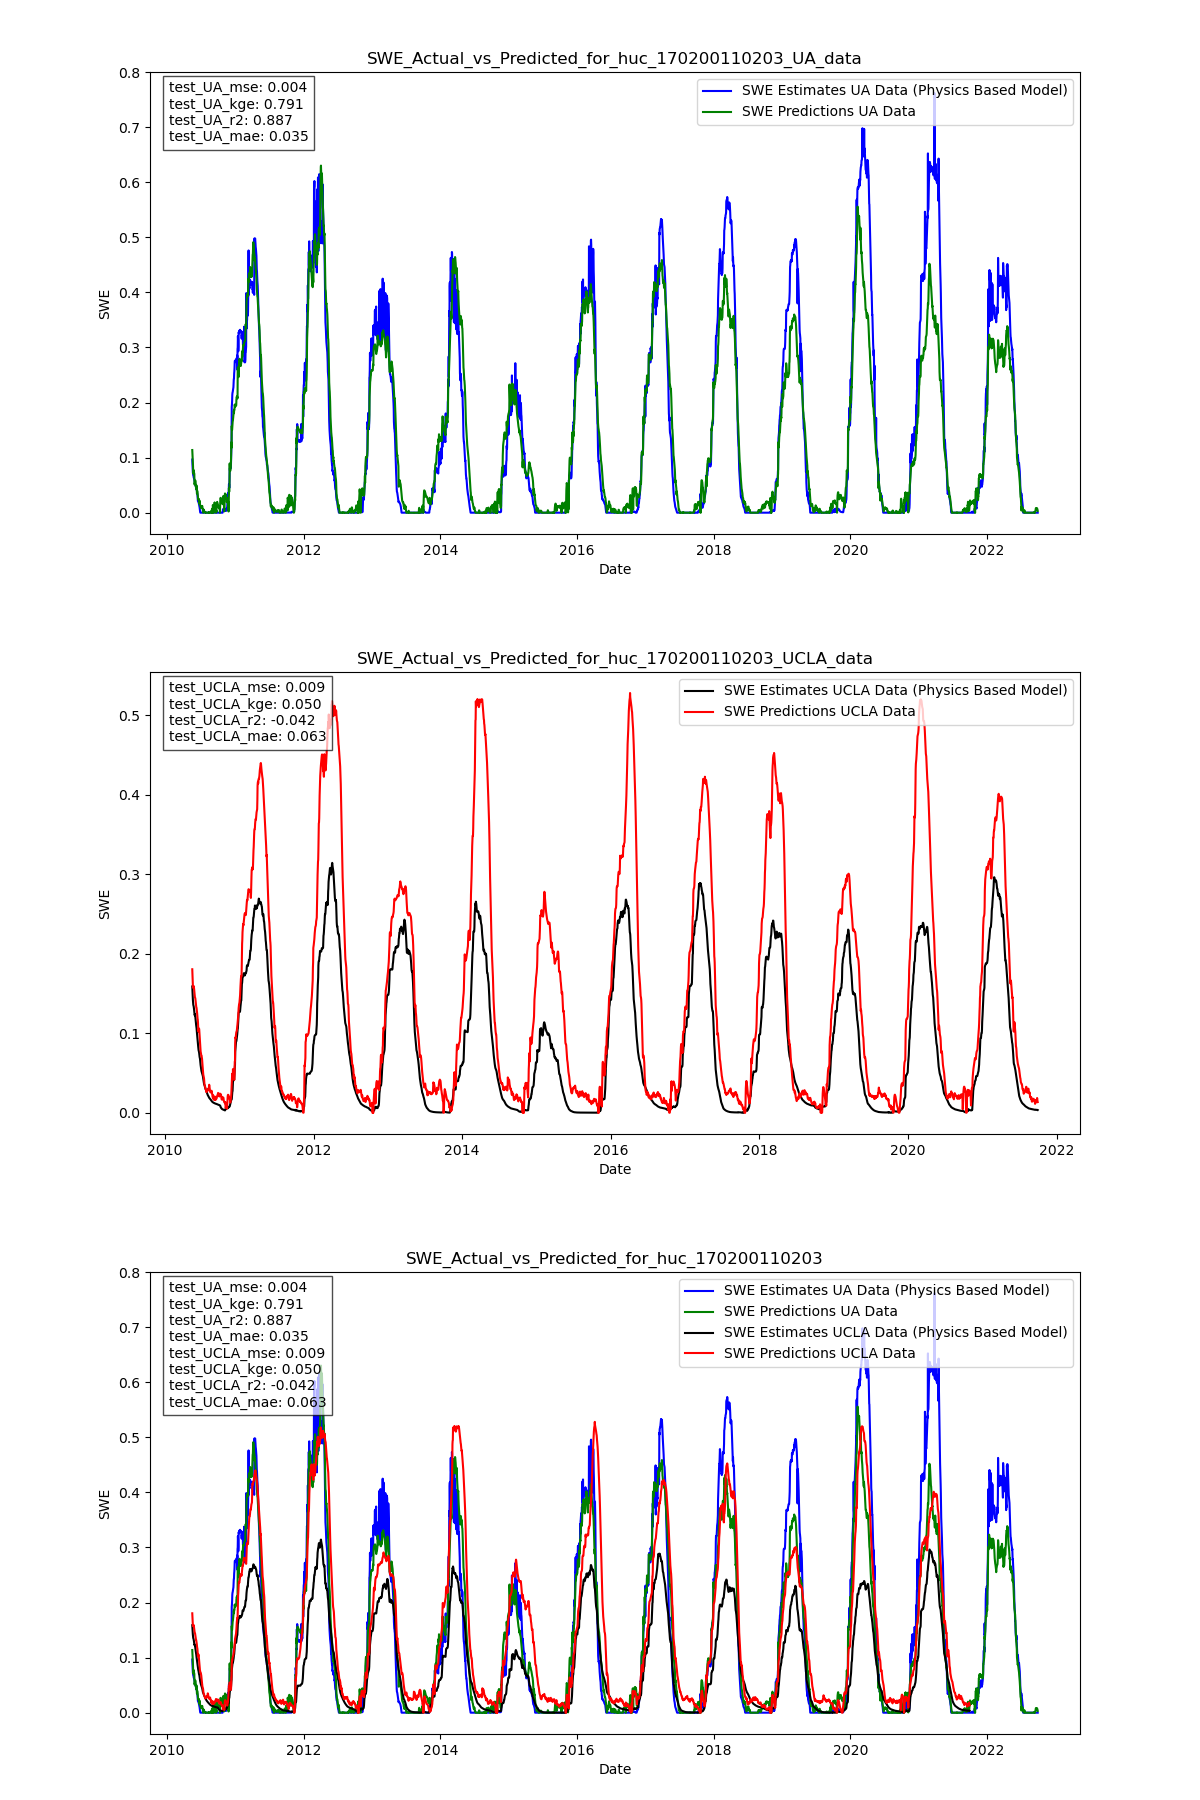 SWE_Actual_vs_Predicted_for_huc_170200110203_UA_data
test_UA_mse: 0.004
test_UA_kge: 0.791
test_UA_r2: 0.887
test_UA_mae: 0.035
SWE Estimates UA Data (Physics Based Model)
SWE Predictions UA Data
0.8
0.7
0.6
0.5
0.4
0.3
0.2
0.1
0.0
SWE
2010 2012 2014 2016 2018 2020 2022
Date
SWE_Actual_vs_Predicted_for_huc_170200110203_UCLA_data
test_UCLA_mse: 0.009
test_UCLA_kge: 0.050
test_UCLA_r2: -0.042
test_UCLA_mae: 0.063
SWE Estimates UCLA Data (Physics Based Model)
SWE Predictions UCLA Data
0.5
0.4
0.3
0.2
0.1
0.0
SWE
2010 2012 2014 2016 2018 2020 2022
Date
SWE_Actual_vs_Predicted_for_huc_170200110203
test_UA_mse: 0.004
test_UA_kge: 0.791
test_UA_r2: 0.887
test_UA_mae: 0.035
test_UCLA_mse: 0.009
test_UCLA_kge: 0.050
test_UCLA_r2: -0.042
test_UCLA_mae: 0.063
SWE Estimates UA Data (Physics Based Model)
SWE Predictions UA Data
SWE Estimates UCLA Data (Physics Based Model)
SWE Predictions UCLA Data
0.8
0.7
0.6
0.5
0.4
0.3
0.2
0.1
0.0
SWE
2010 2012 2014 2016 2018 2020 2022
Date